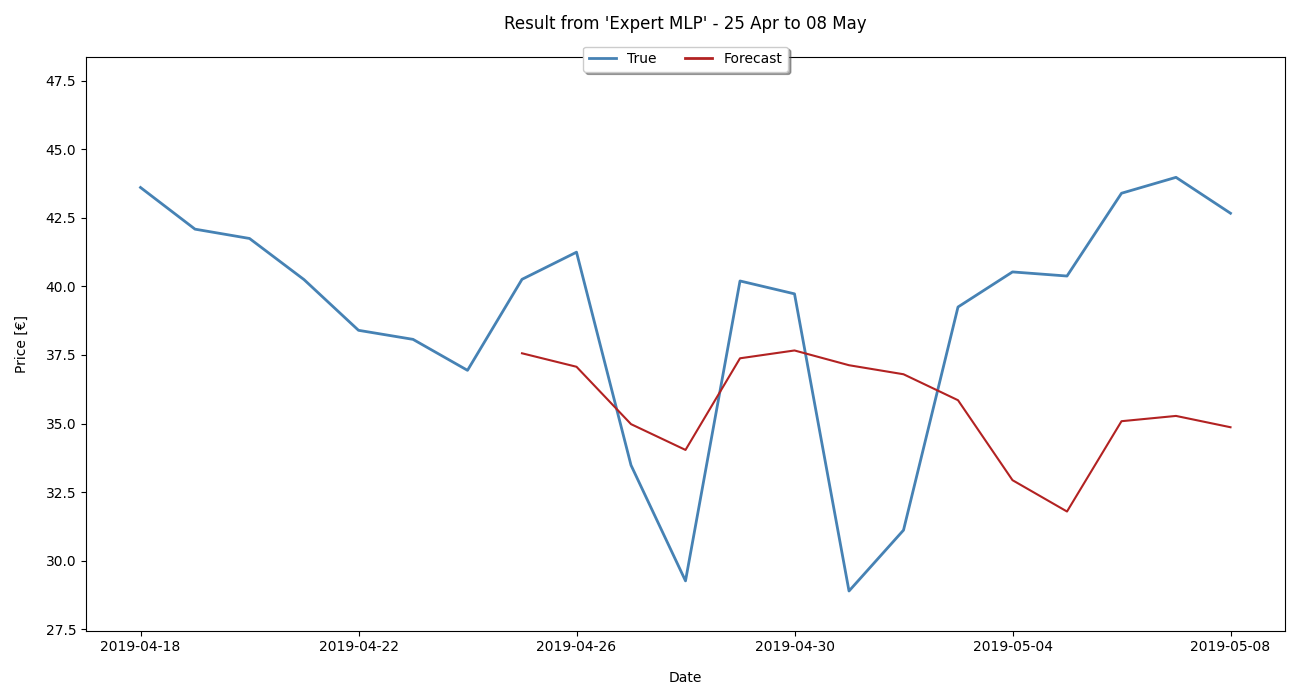 Result from 'Expert MLP' - 25 Apr to 08 May
True Forecast
47.5
45.0
42.5
40.0
37.5
35.0
32.5
30.0
27.5
Price [€]
2019-04-18 2019-04-22 2019-04-26 2019-04-30 2019-05-04 2019-05-08
Date